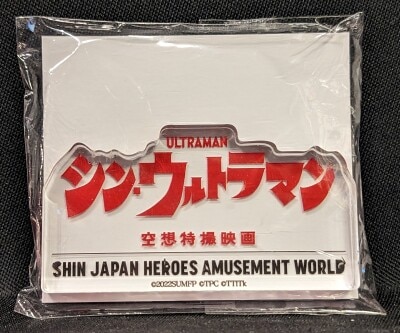 ULTRAMAN
シン・ウルトラマン
空想特撮映画
SHIN JAPAN HEROES AMUSEMENT WORLD
©2022SUMFP ©TPC ©TTITk